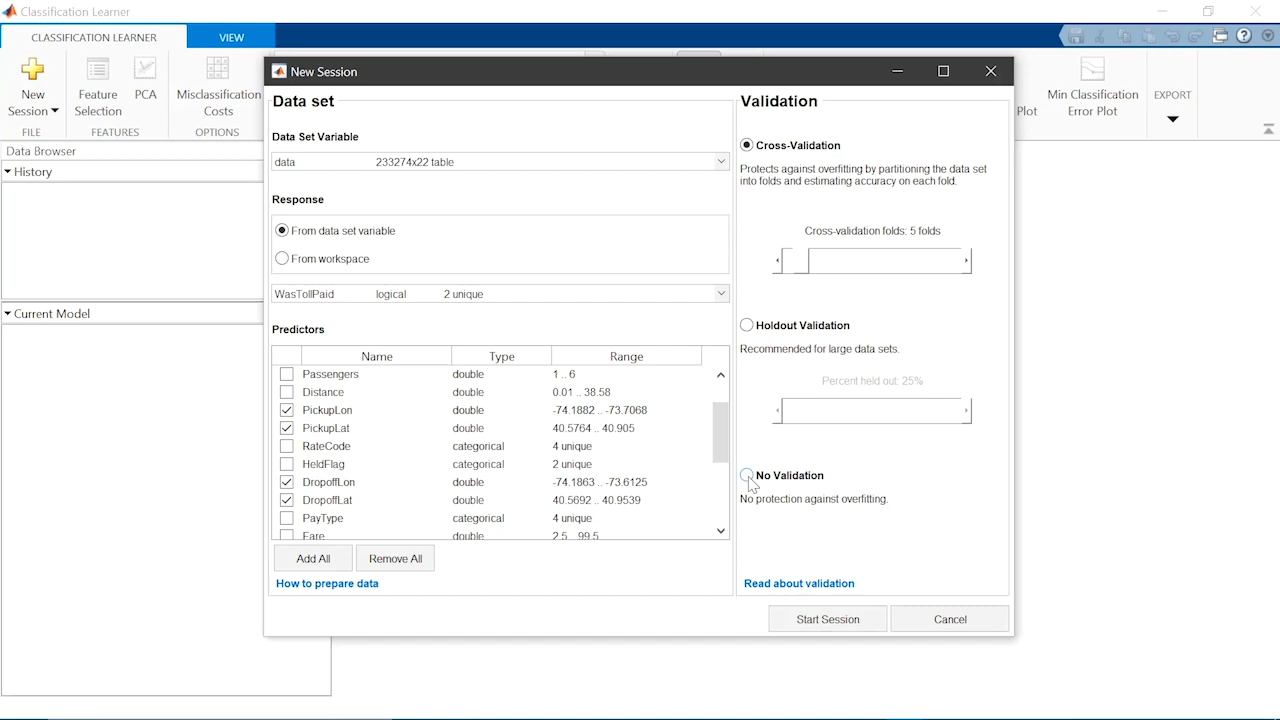 Classification Learner
CLASSIFICATION LEARNER
VIEW
New
Session
Feature
Selection
PCA
Misclassification
Costs
FILE
FEATURES
OPTIONS
Plot
Min Classification
Error Plot
EXPORT
Data Browser
History
Current Model
New Session
Data set
Data Set Variable
data 233274x22 table
Response
From data set variable
From workspace
WasTollPaid logical 2 unique
Predictors
Name Type Range
Passengers double 1 .. 6
Distance double 0.01 .. 38.58
PickupLon double -74.1882 .. -73.7068
PickupLat double 40.5764 .. 40.905
RateCode categorical 4 unique
HeldFlag categorical 2 unique
DropoffLon double -74.1863 .. -73.6125
DropoffLat double 40.5692 .. 40.9539
PayType categorical 4 unique
Fare double 2.5 .. 99.5
Add All
Remove All
How to prepare data
Validation
Cross-Validation
Protects against overfitting by partitioning the data set
into folds and estimating accuracy on each fold.
Cross-validation folds: 5 folds
Holdout Validation
Recommended for large data sets.
Percent held out: 25%
No Validation
No protection against overfitting.
Read about validation
Start Session
Cancel